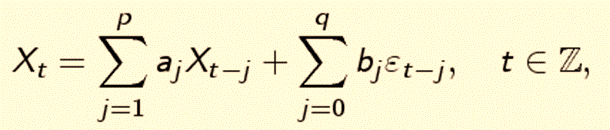 $X_t = \sum_{j=1}^{p} a_j X_{t-j} + \sum_{j=0}^{q} b_j \varepsilon_{t-j}, \quad t \in \mathbb{Z},$